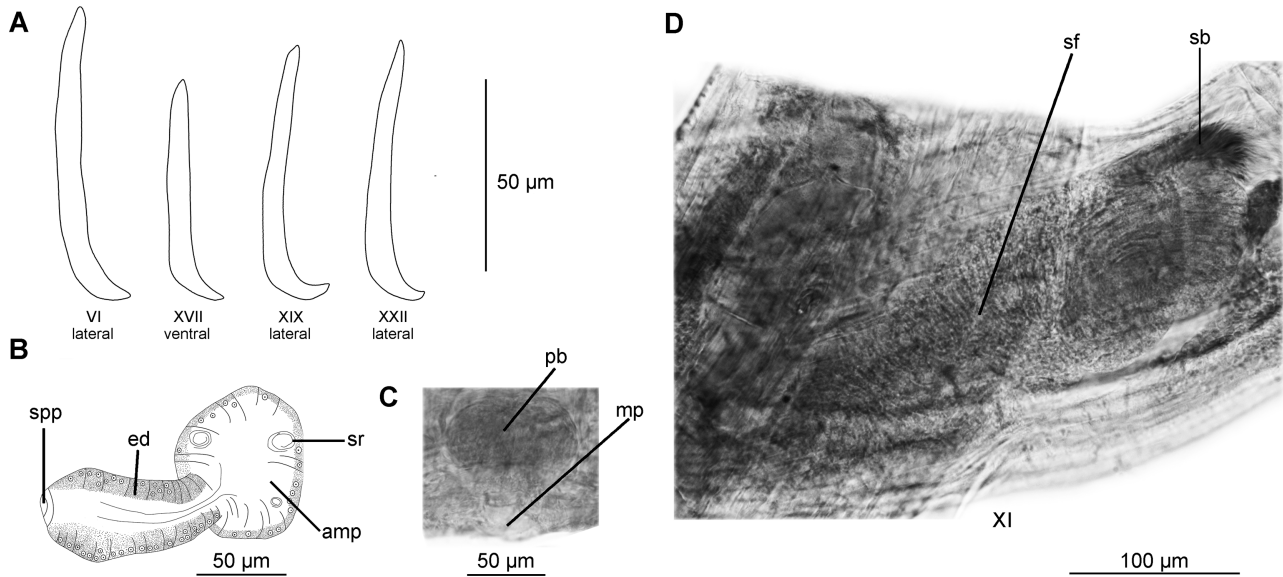 A
50 µm
VI
lateral
XVII
ventral
XIX
lateral
XXII
lateral
B
spp
ed
sr
amp
50 µm
C
pb
mp
50 µm
D
sf
sb
XI
100 µm